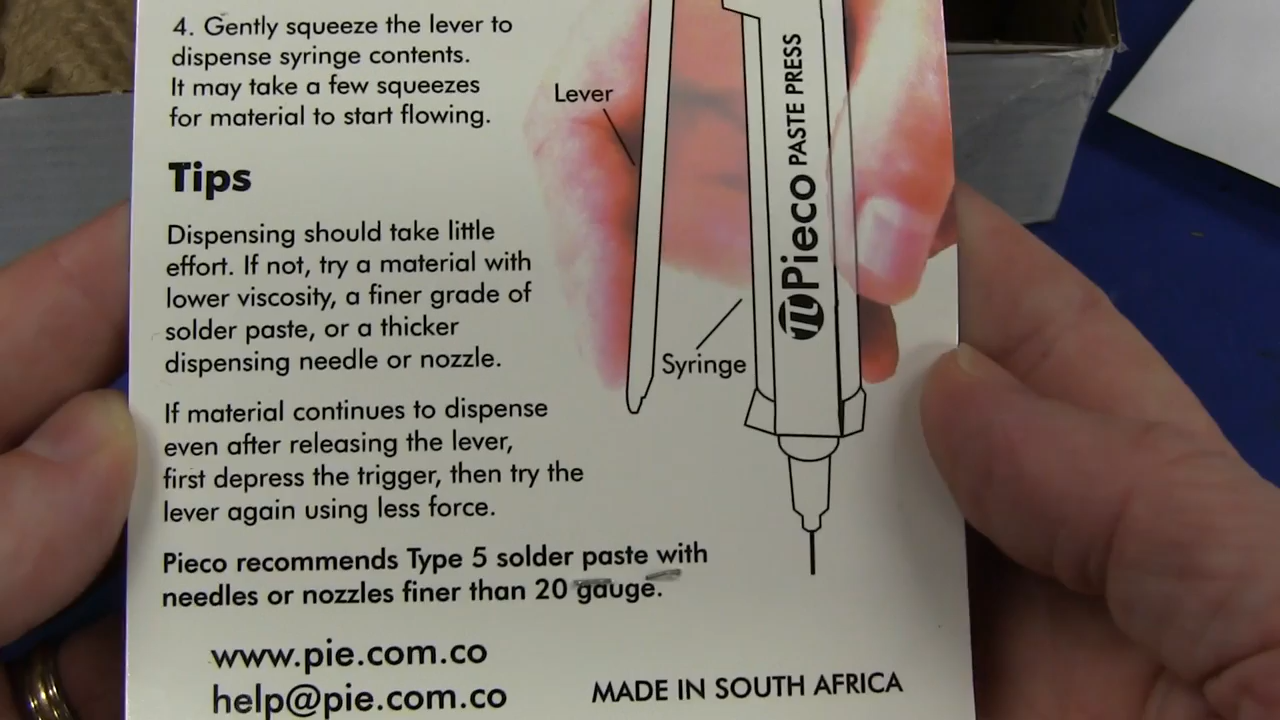 4. Gently squeeze the lever to
dispense syringe contents.
It may take a few squeezes
for material to start flowing.
Tips
Dispensing should take little
effort. If not, try a material with
lower viscosity, a finer grade of
solder paste, or a thicker
dispensing needle or nozzle.
If material continues to dispense
even after releasing the lever,
first depress the trigger, then try the
lever again using less force.
Pieco recommends Type 5 solder paste with
needles or nozzles finer than 20 gauge.
www.pie.com.co
help@pie.com.co
MADE IN SOUTH AFRICA
Lever
Syringe
Pieco PASTE PRESS